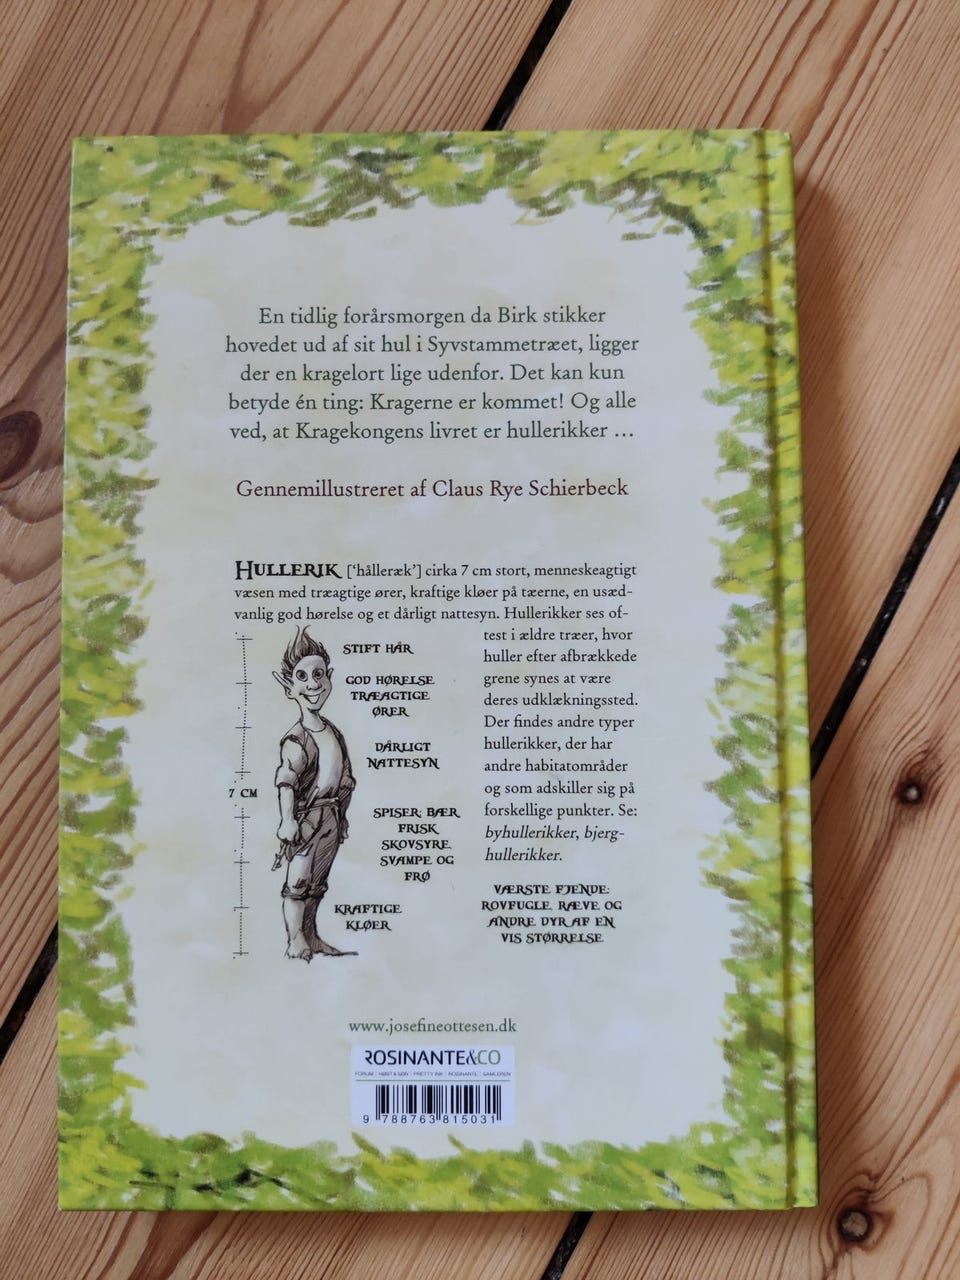 En tidlig forårsmorgen da Birk stikker
hovedet ud af sit hul i Syvstammetræet, ligger
der en kragelort lige udenfor. Det kan kun
betyde én ting: Kragerne er kommet! Og alle
ved, at Kragekongens livret er hullerikker …
Gennemillustreret af Claus Rye Schierbeck
HULLERIK ['hålleræk'] cirka 7 cm stort, menneskeagtigt
væsen med træagtige ører, kraftige kløer på tæerne, en usæd-
vanlig god hørelse og et dårligt nattesyn. Hullerikker ses of-
test i ældre træer, hvor
huller efter afbrækkede
grene synes at være
deres udklækningssted.
Der findes andre typer
hullerikker, der har
andre habitatområder
og som adskiller sig på
forskellige punkter. Se:
byhullerikker, bjerg-
hullerikker.
STIFT HÅR
GOD HØRELSE
TRÆAGTIGE
ØRER
DÅRLIGT
NATTESYN
7 CM
SPISER: BÆR
FRISK
SKOVSYRE,
SVAMPE OG
FRØ
KRAFTIGE
KLØER
VÆRSTE FJENDE:
ROVFUGLE, RÆVE OG
ANDRE DYR AF EN
VIS STØRRELSE
www.josefineottesen.dk
ROSINANTE&CO
FORUM | HØST & SØN | PRETTY INK | ROSINANTE | SAMLEREN
9 788763 815031